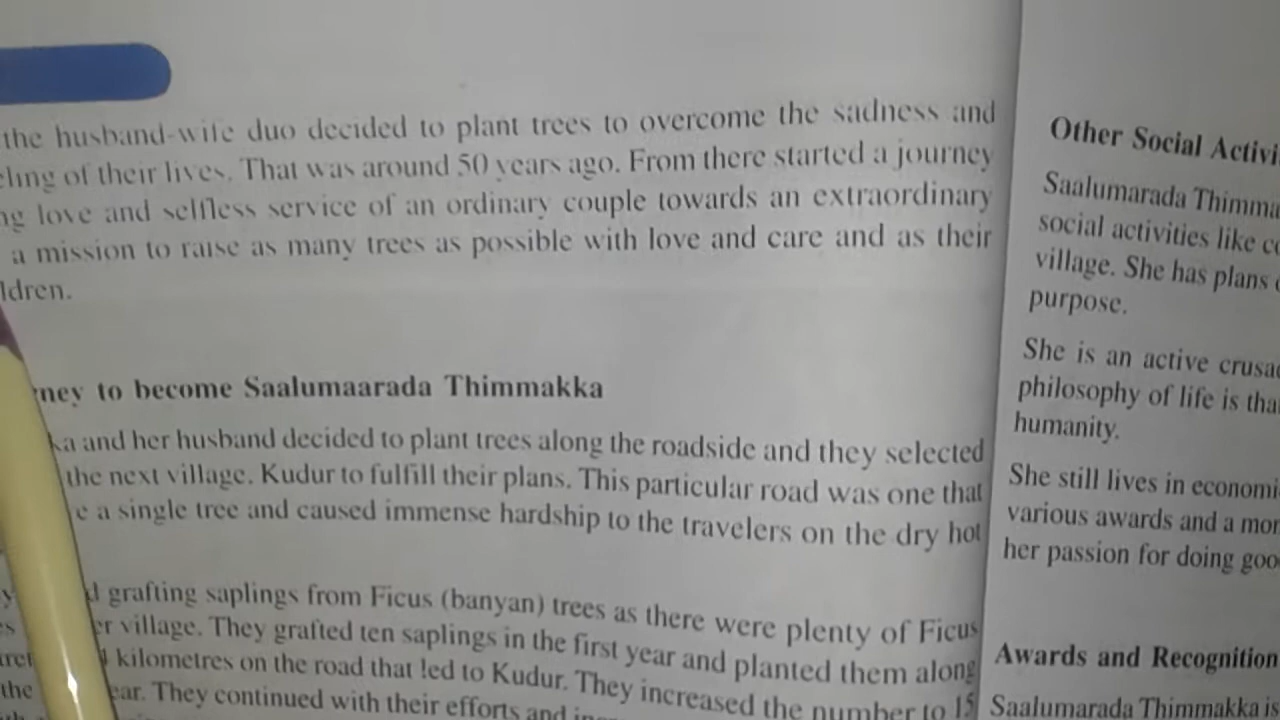 the husband-wife duo decided to plant trees to overcome the sadness and
of their lives. That was around 50 years ago. From there started a journey
love and selfless service of an ordinary couple towards an extraordinary
a mission to raise as many trees as possible with love and care and as their
ldren.
ney to become Saalumaarada Thimmakka
ka and her husband decided to plant trees along the roadside and they selected
the next village. Kudur to fulfill their plans. This particular road was one that
e a single tree and caused immense hardship to the travelers on the dry hot
grafting saplings from Ficus (banyan) trees as there were plenty of Ficus
er village. They grafted ten saplings in the first year and planted them along
kilometres on the road that led to Kudur. They increased the number to 15
the ear. They continued with their efforts and
Other Social Activi
Saalumarada Thimma
social activities like
village. She has plans
purpose.
She is an active crusa
philosophy of life is tha
humanity.
She still lives in economi
various awards and a mon
her passion for doing goo
Awards and Recognition
Saalumarada Thimmakka is